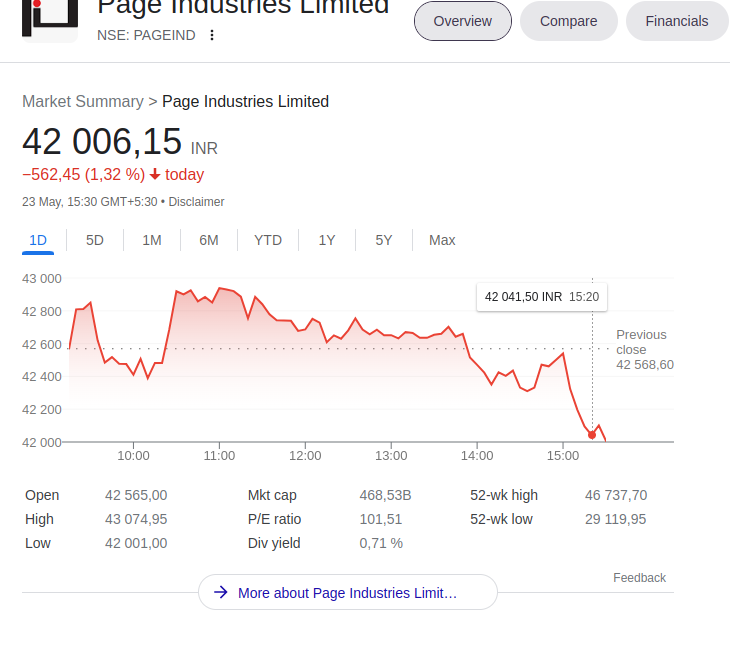 Page Industries Limited
NSE: PAGEIND
Overview
Compare
Financials
Market Summary > Page Industries Limited
42 006,15 INR
−562,45 (1,32 %) today
23 May, 15:30 GMT+5:30 • Disclaimer
1D 5D 1M 6M YTD 1Y 5Y Max
43 000
42 800
42 600
42 400
42 200
42 000
42 041,50 INR 15:20
Previous
close
42 568,60
10:00 11:00 12:00 13:00 14:00 15:00
Open 42 565,00 Mkt cap 468,53B 52-wk high 46 737,70
High 43 074,95 P/E ratio 101,51 52-wk low 29 119,95
Low 42 001,00 Div yield 0,71 %
Feedback
More about Page Industries Limit…